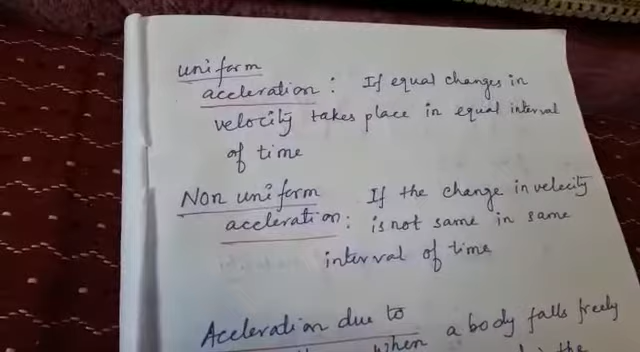 uniform
acceleration: If equal changes in
velocity takes place in equal interval
of time
Non uniform If the change in velocity
acceleration: is not same in same
interval of time
Acceleration due to
When a body falls freely
the